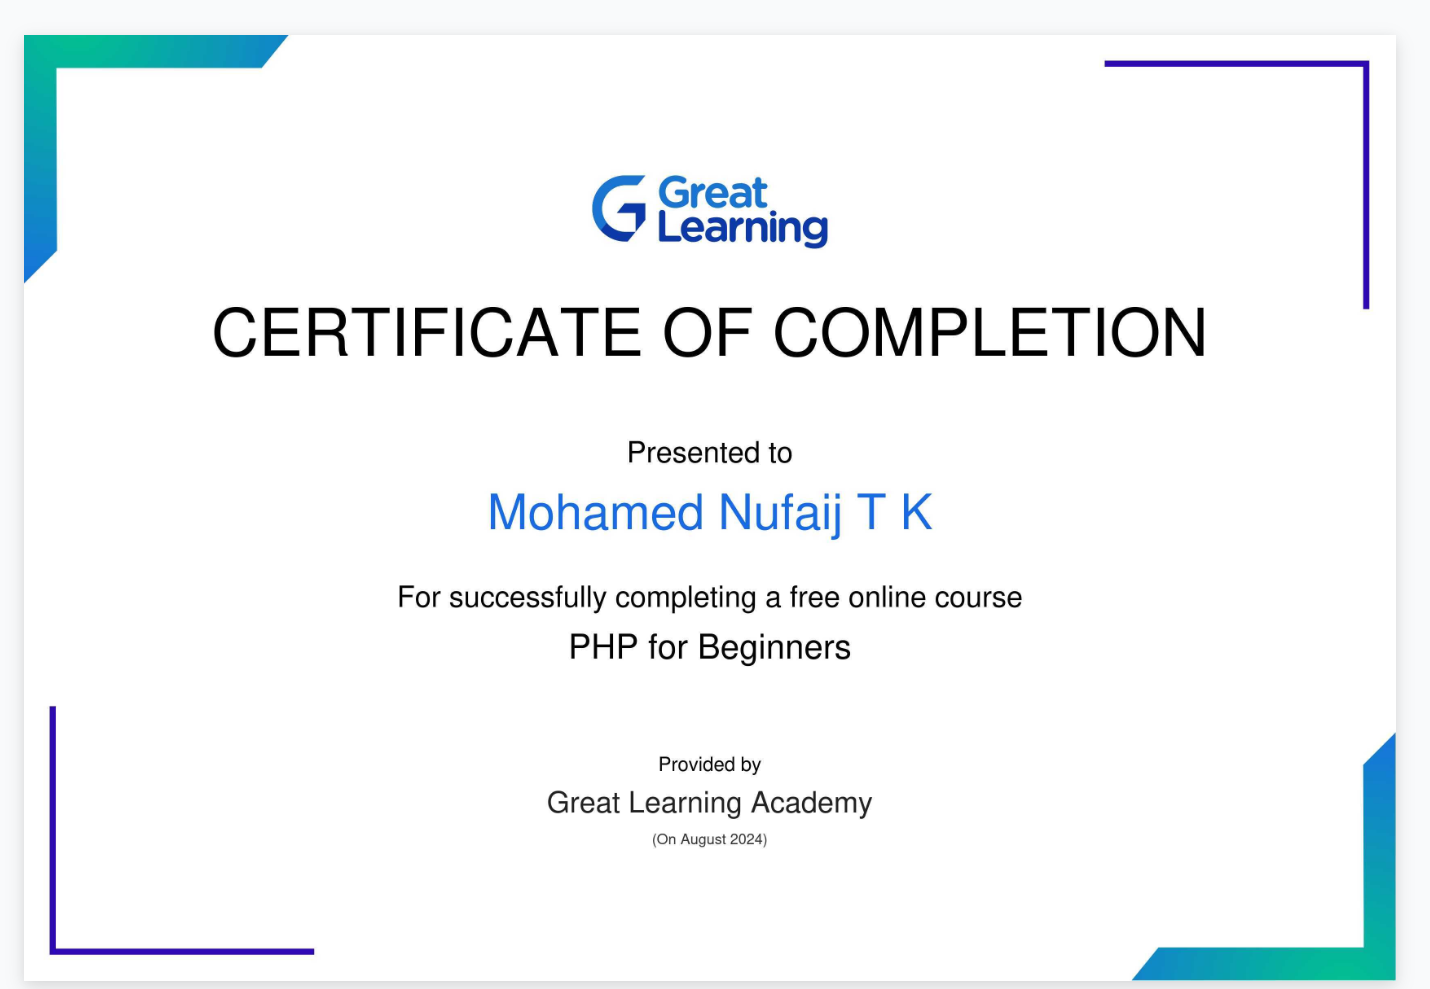 Great
Learning
CERTIFICATE OF COMPLETION
Presented to
Mohamed Nufaij T K
For successfully completing a free online course
PHP for Beginners
Provided by
Great Learning Academy
(On August 2024)